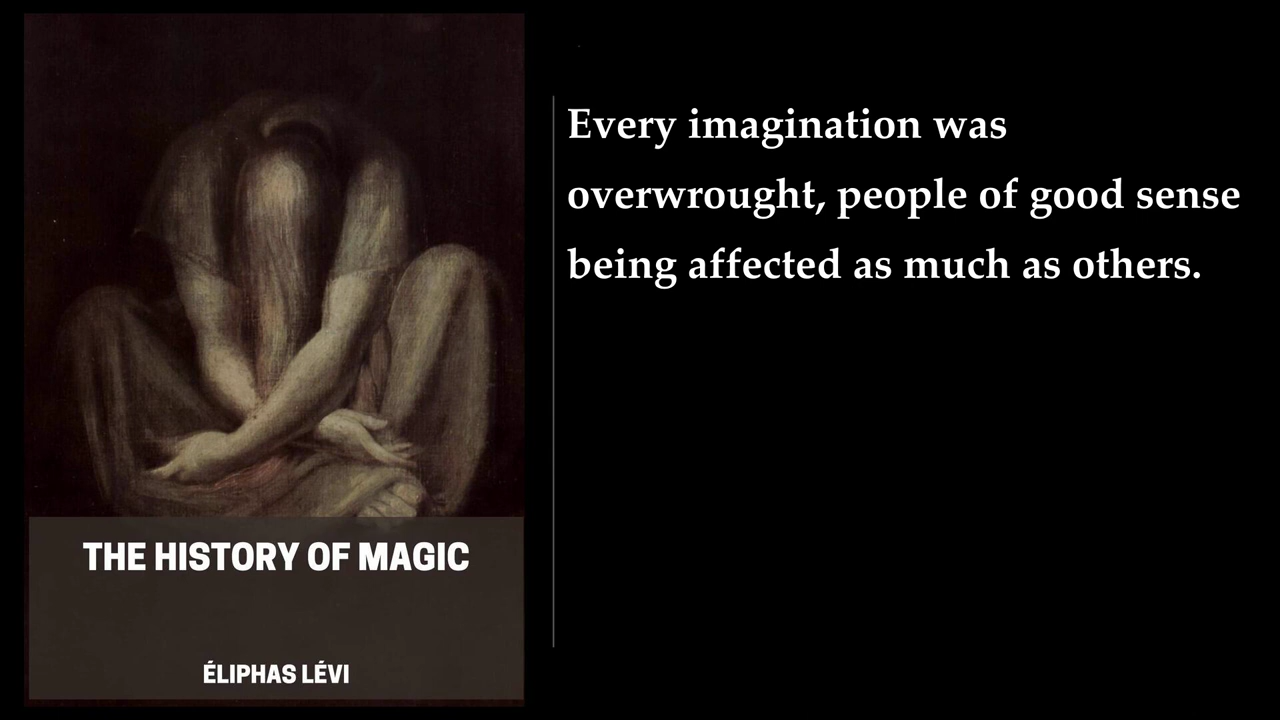 Every imagination was
overwrought, people of good sense
being affected as much as others.
THE HISTORY OF MAGIC
ÉLIPHAS LÉVI